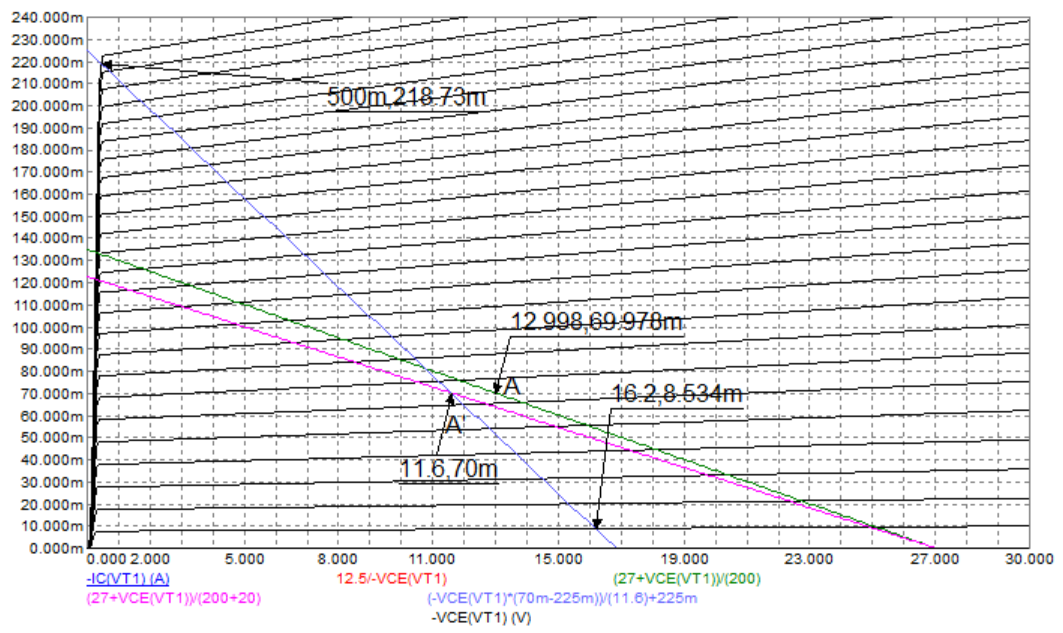 240.000m
230.000m
220.000m
210.000m
200.000m
190.000m
180.000m
170.000m
160.000m
150.000m
140.000m
130.000m
120.000m
110.000m
100.000m
90.000m
80.000m
70.000m
60.000m
50.000m
40.000m
30.000m
20.000m
10.000m
0.000m
500m,218.73m
12.998,69.978m
A
16.2,8.534m
A'
11.6,70m
0.000 2.000 5.000 8.000 11.000 15.000 19.000 23.000 27.000 30.000
-IC(VT1) (A) 12.5/-VCE(VT1) (27+VCE(VT1))/(200)
(27+VCE(VT1))/(200+20) (-VCE(VT1)*(70m-225m))/(11.6)+225m
-VCE(VT1) (V)